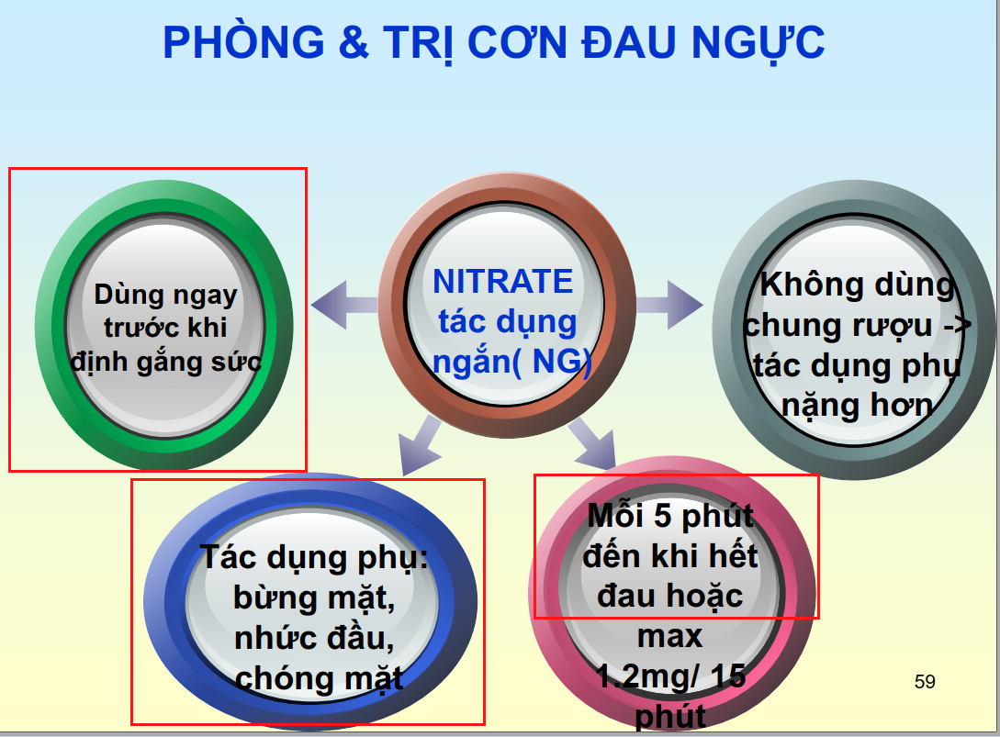 PHÒNG & TRỊ CƠN ĐAU NGỰC
Dùng ngay
trước khi
định gắng sức
NITRATE
tác dụng
ngắn( NG)
Không dùng
chung rượu ->
tác dụng phụ
nặng hơn
Tác dụng phụ:
bừng mặt,
nhức đầu,
chóng mặt
Mỗi 5 phút
đến khi hết
đau hoặc
max
1.2mg/ 15
phút
59